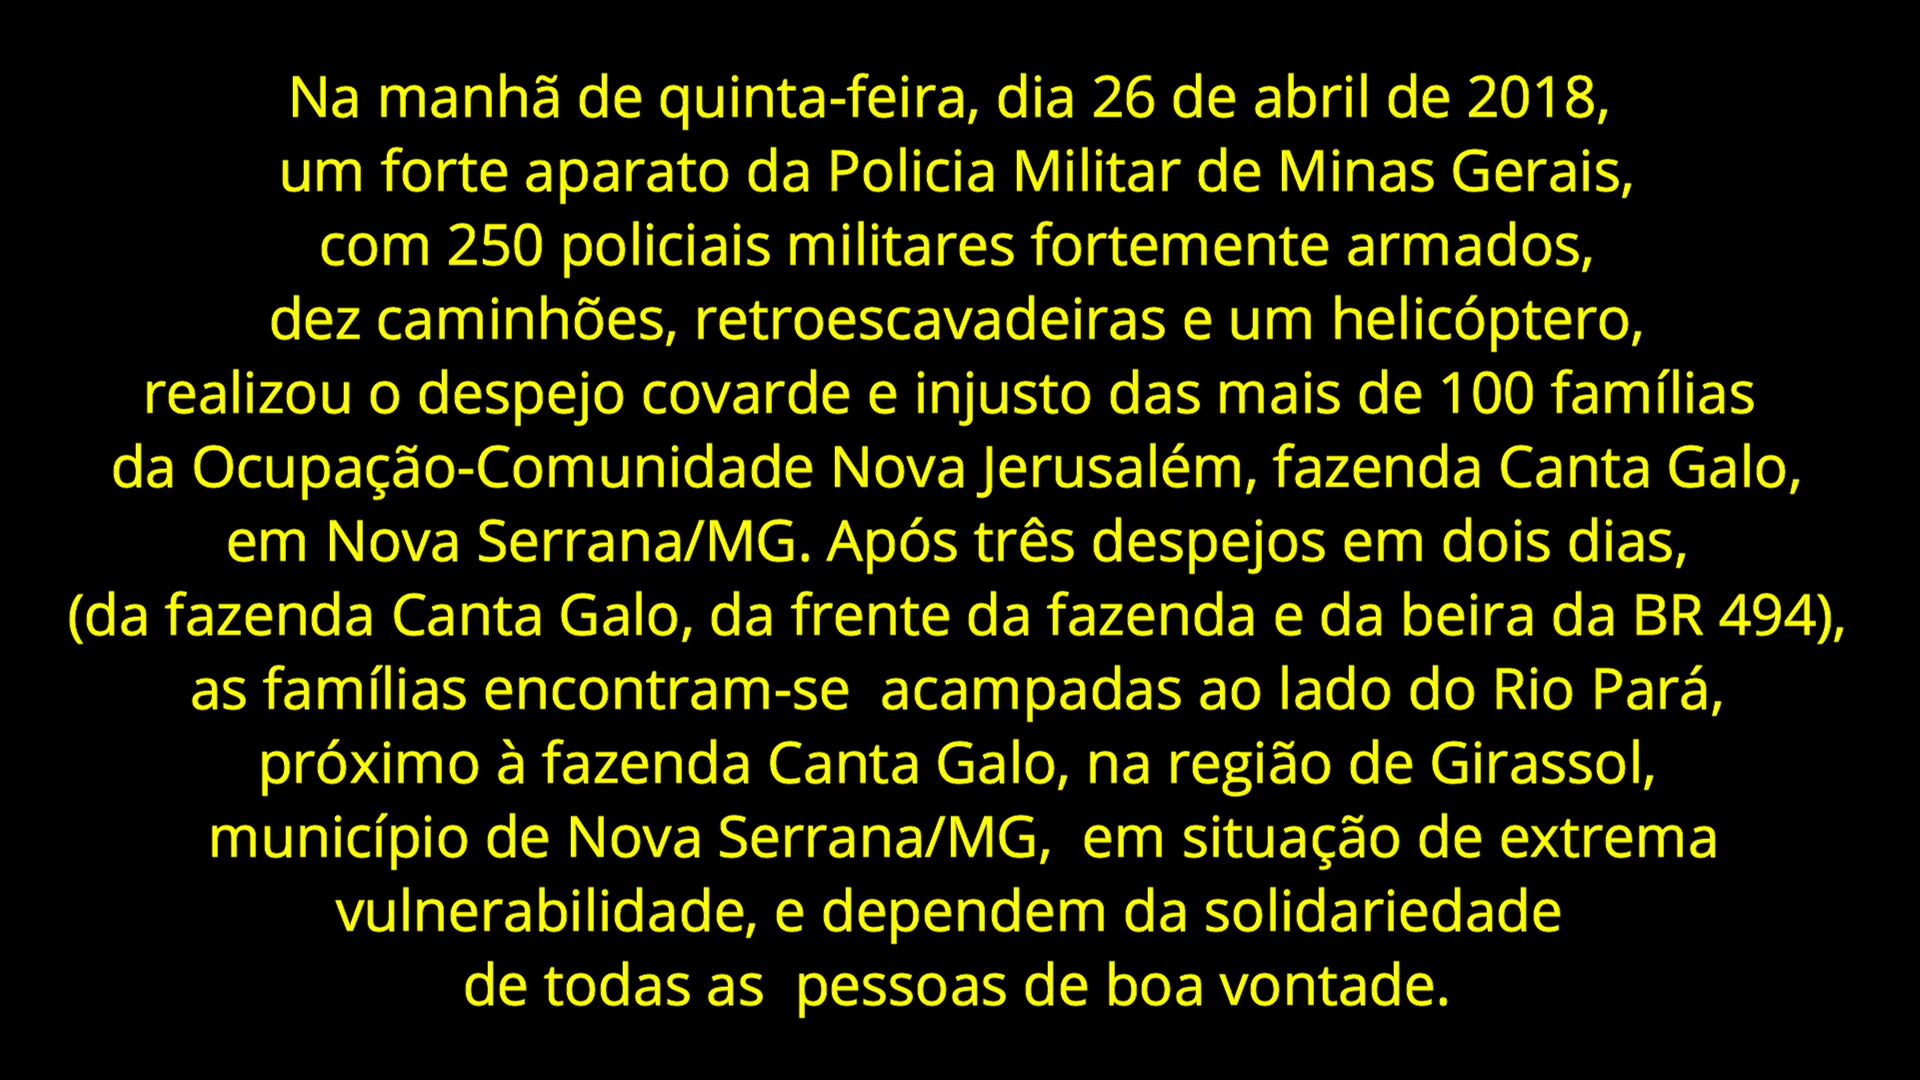 Na manhã de quinta-feira, dia 26 de abril de 2018,
um forte aparato da Policia Militar de Minas Gerais,
com 250 policiais militares fortemente armados,
dez caminhões, retroescavadeiras e um helicóptero,
realizou o despejo covarde e injusto das mais de 100 famílias
da Ocupação-Comunidade Nova Jerusalém, fazenda Canta Galo,
em Nova Serrana/MG. Após três despejos em dois dias,
(da fazenda Canta Galo, da frente da fazenda e da beira da BR 494),
as famílias encontram-se  acampadas ao lado do Rio Pará,
próximo à fazenda Canta Galo, na região de Girassol,
município de Nova Serrana/MG,  em situação de extrema
vulnerabilidade, e dependem da solidariedade
de todas as  pessoas de boa vontade.